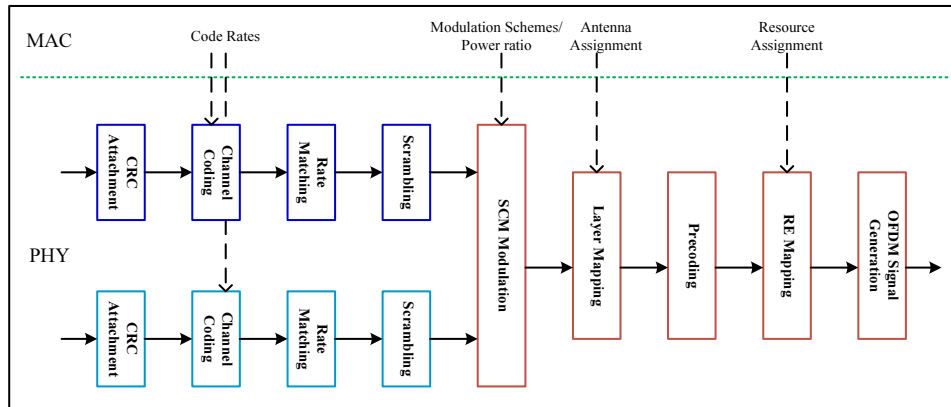 MAC
Code Rates
Modulation Schemes/
Power ratio
Antenna
Assignment
Resource
Assignment
CRC
Attachment
Channel
Coding
Rate
Matching
Scrambling
SCM Modulation
Layer Mapping
Precoding
RE Mapping
OFDM Signal
Generation
PHY
CRC
Attachment
Channel
Coding
Rate
Matching
Scrambling